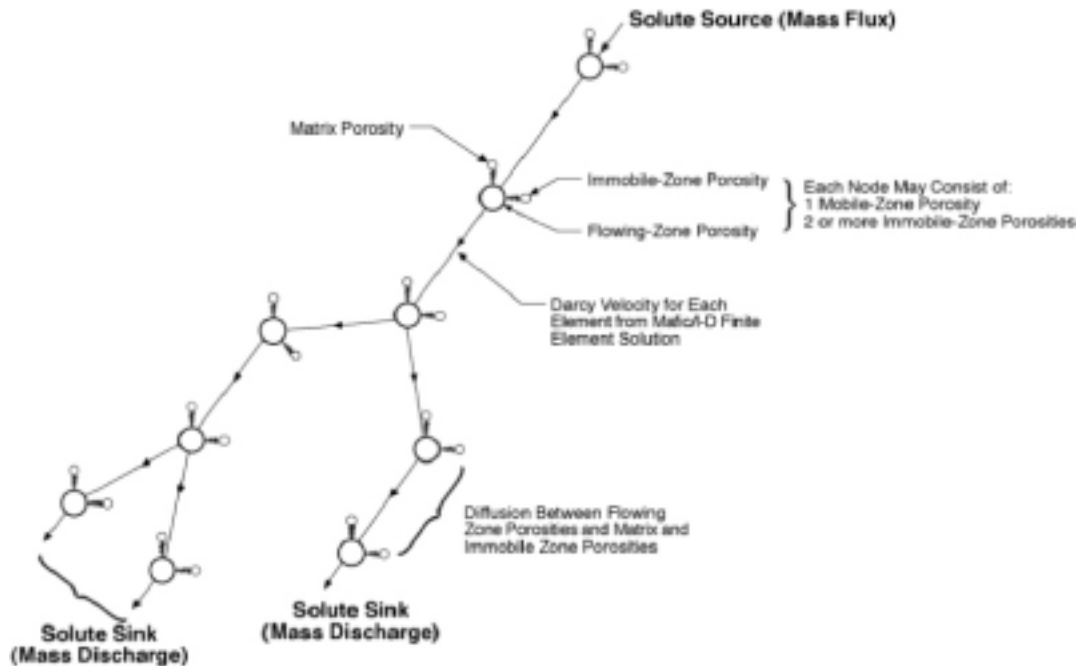 Solute Source (Mass Flux)
Matrix Porosity
Immobile-Zone Porosity
Flowing-Zone Porosity
Each Node May Consist of:
1 Mobile-Zone Porosity
2 or more Immobile-Zone Porosities
Darcy Velocity for Each
Element from Mafic/I-D Finite
Element Solution
Diffusion Between Flowing
Zone Porosities and Matrix and
Immobile Zone Porosities
Solute Sink
(Mass Discharge)
Solute Sink
(Mass Discharge)